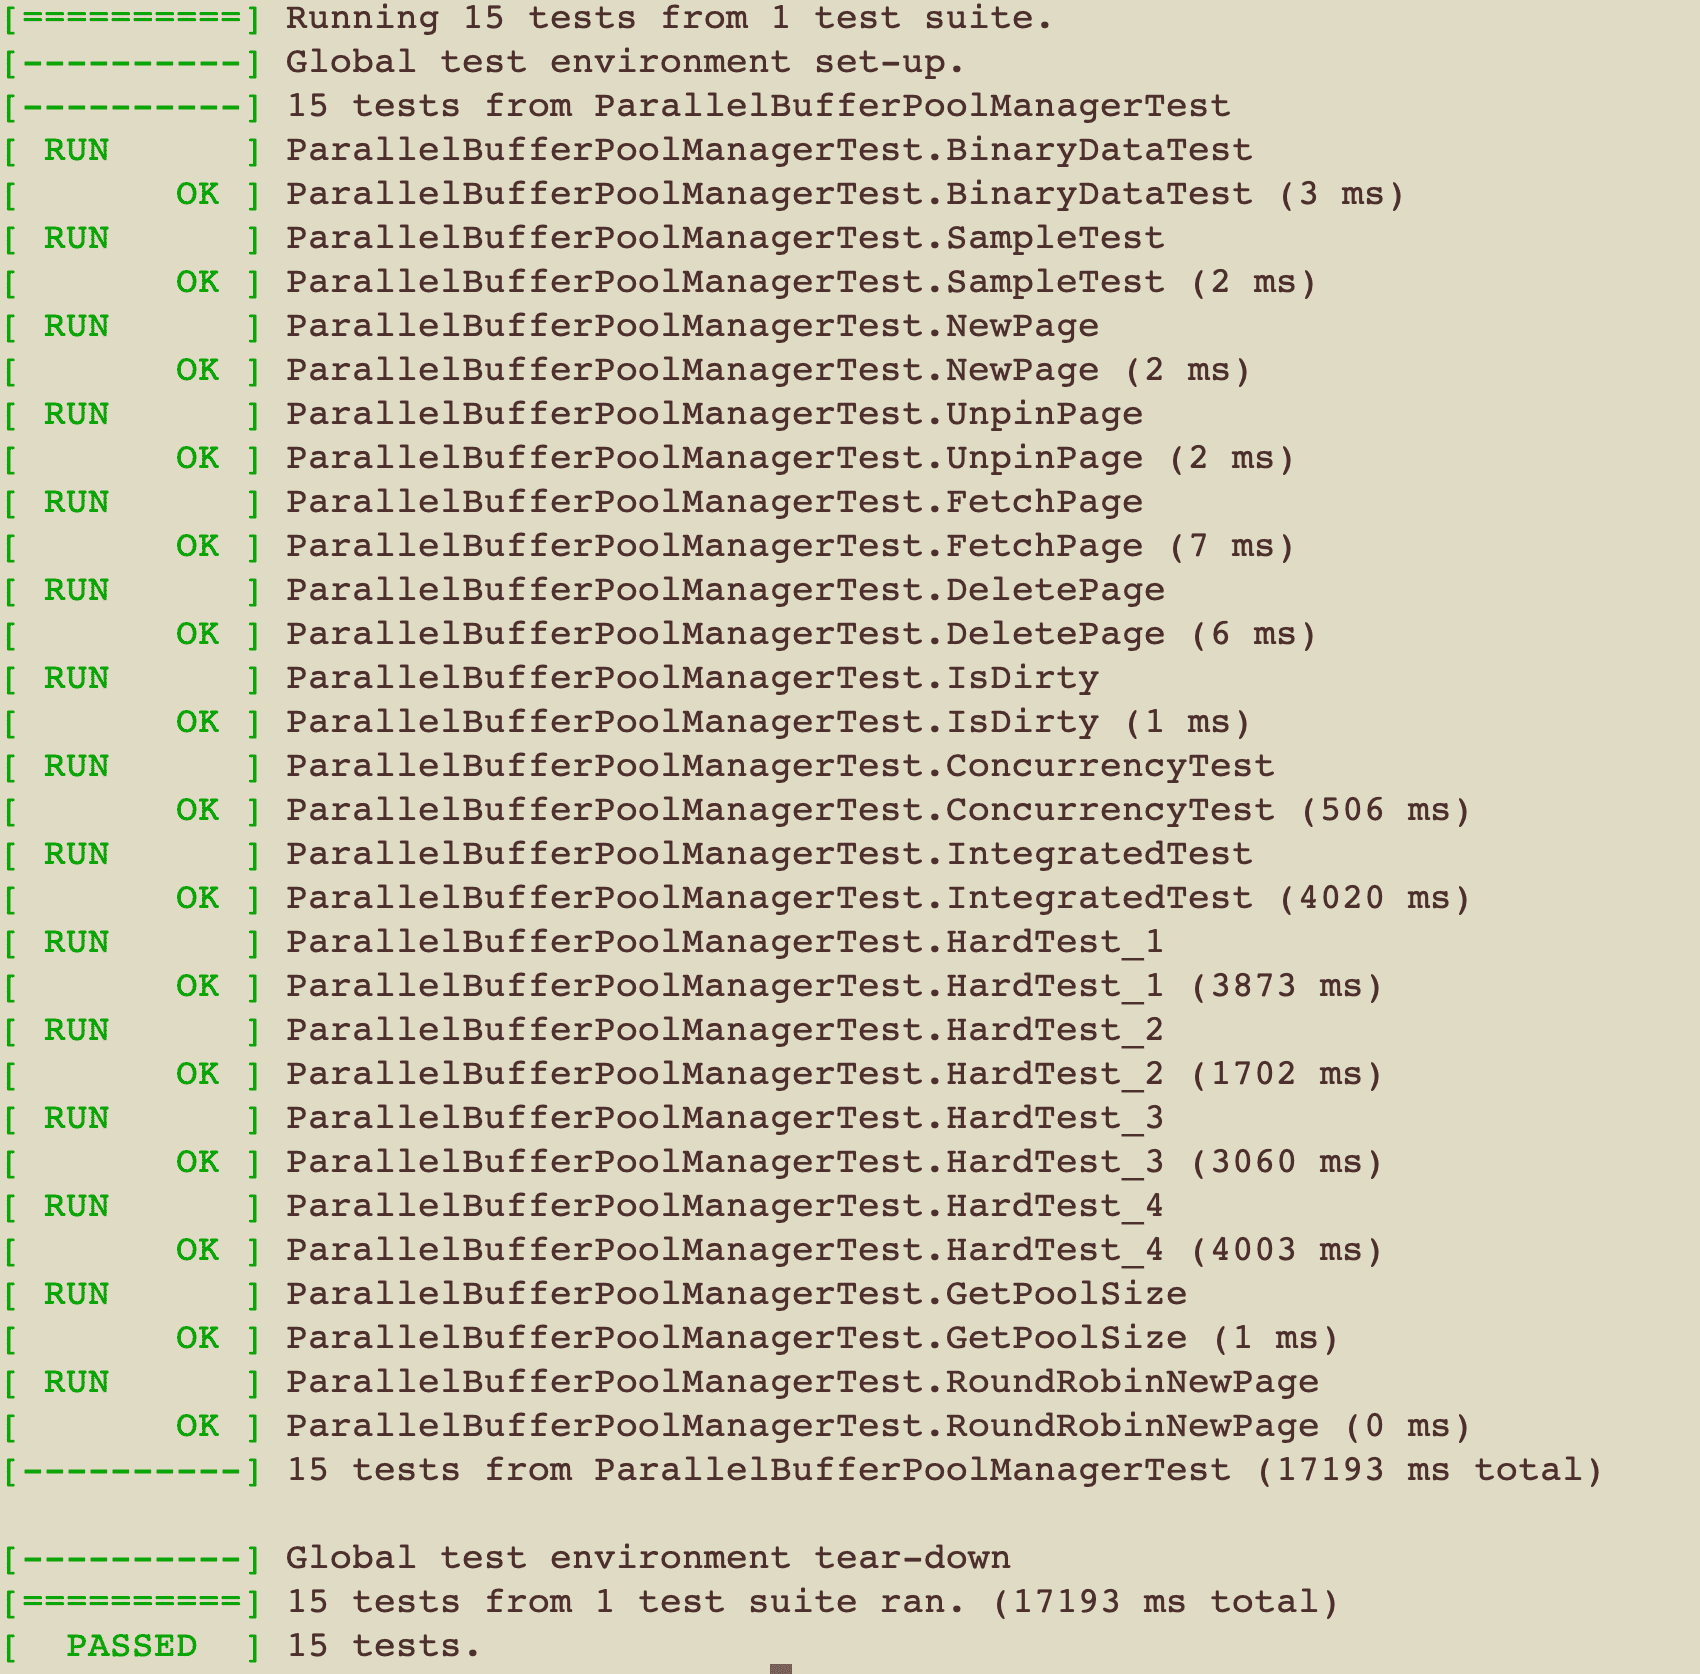 [==========] Running 15 tests from 1 test suite.
[----------] Global test environment set-up.
[----------] 15 tests from ParallelBufferPoolManagerTest
[ RUN      ] ParallelBufferPoolManagerTest.BinaryDataTest
[       OK ] ParallelBufferPoolManagerTest.BinaryDataTest (3 ms)
[ RUN      ] ParallelBufferPoolManagerTest.SampleTest
[       OK ] ParallelBufferPoolManagerTest.SampleTest (2 ms)
[ RUN      ] ParallelBufferPoolManagerTest.NewPage
[       OK ] ParallelBufferPoolManagerTest.NewPage (2 ms)
[ RUN      ] ParallelBufferPoolManagerTest.UnpinPage
[       OK ] ParallelBufferPoolManagerTest.UnpinPage (2 ms)
[ RUN      ] ParallelBufferPoolManagerTest.FetchPage
[       OK ] ParallelBufferPoolManagerTest.FetchPage (7 ms)
[ RUN      ] ParallelBufferPoolManagerTest.DeletePage
[       OK ] ParallelBufferPoolManagerTest.DeletePage (6 ms)
[ RUN      ] ParallelBufferPoolManagerTest.IsDirty
[       OK ] ParallelBufferPoolManagerTest.IsDirty (1 ms)
[ RUN      ] ParallelBufferPoolManagerTest.ConcurrencyTest
[       OK ] ParallelBufferPoolManagerTest.ConcurrencyTest (506 ms)
[ RUN      ] ParallelBufferPoolManagerTest.IntegratedTest
[       OK ] ParallelBufferPoolManagerTest.IntegratedTest (4020 ms)
[ RUN      ] ParallelBufferPoolManagerTest.HardTest_1
[       OK ] ParallelBufferPoolManagerTest.HardTest_1 (3873 ms)
[ RUN      ] ParallelBufferPoolManagerTest.HardTest_2
[       OK ] ParallelBufferPoolManagerTest.HardTest_2 (1702 ms)
[ RUN      ] ParallelBufferPoolManagerTest.HardTest_3
[       OK ] ParallelBufferPoolManagerTest.HardTest_3 (3060 ms)
[ RUN      ] ParallelBufferPoolManagerTest.HardTest_4
[       OK ] ParallelBufferPoolManagerTest.HardTest_4 (4003 ms)
[ RUN      ] ParallelBufferPoolManagerTest.GetPoolSize
[       OK ] ParallelBufferPoolManagerTest.GetPoolSize (1 ms)
[ RUN      ] ParallelBufferPoolManagerTest.RoundRobinNewPage
[       OK ] ParallelBufferPoolManagerTest.RoundRobinNewPage (0 ms)
[----------] 15 tests from ParallelBufferPoolManagerTest (17193 ms total)
[----------] Global test environment tear-down
[==========] 15 tests from 1 test suite ran. (17193 ms total)
[  PASSED  ] 15 tests.